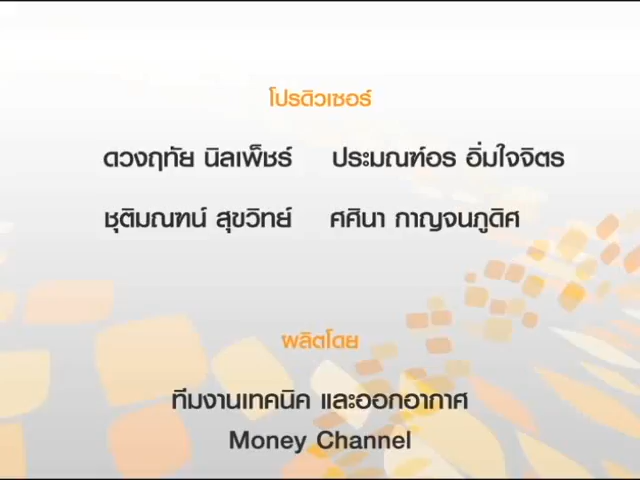 โปรดิวเซอร์
ดวงฤทัย นิลเพ็ชร์ ประมณฑ์อร อิ่มใจจิตร
ชุติมณฑน์ สุขวิทย์ ศศินา กาญจนภูดิศ
ผลิตโดย
ทีมงานเทคนิค และออกอากาศ
Money Channel